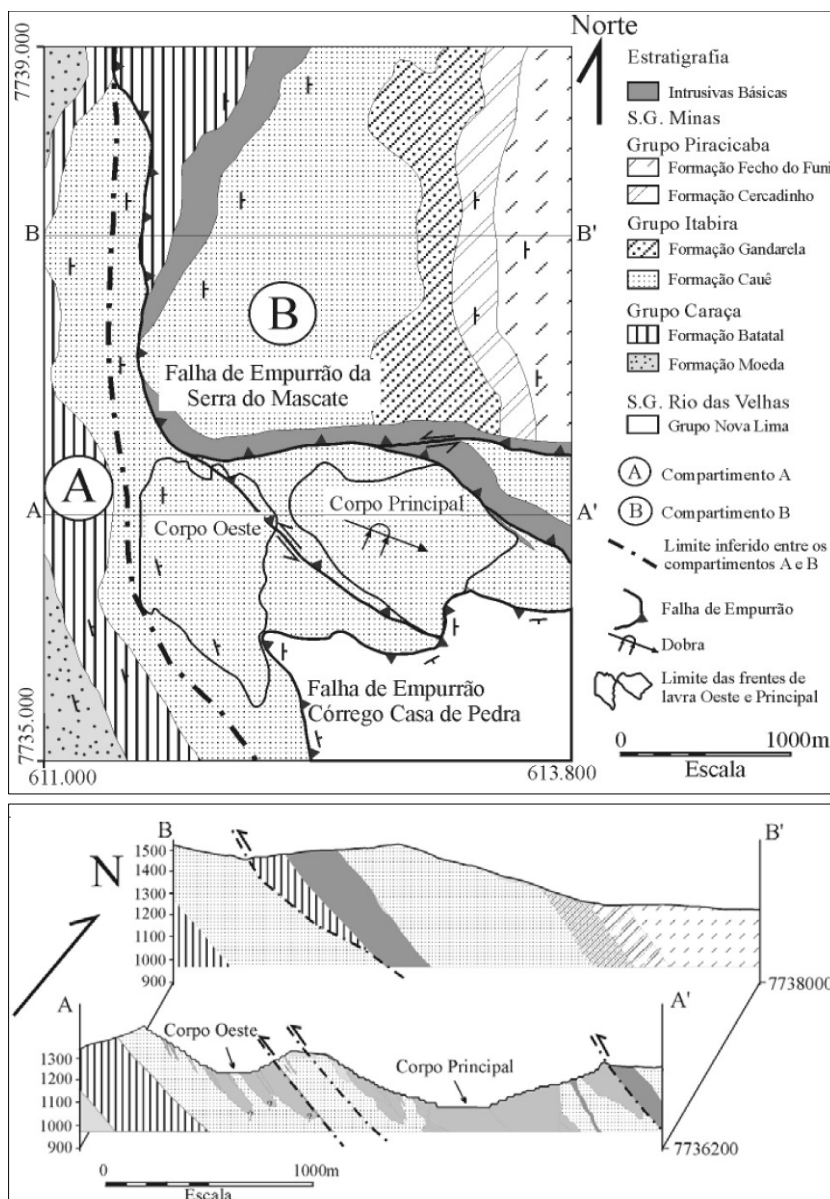 Norte
7739.000
Estratigrafia
Intrusivas Básicas
S.G. Minas
Grupo Piracicaba
Formação Fecho do Funi
Formação Cercadinho
Grupo Itabira
Formação Gandarela
Formação Cauê
Grupo Caraça
Formação Batatal
Formação Moeda
S.G. Rio das Velhas
Grupo Nova Lima
A Compartimento A
B Compartimento B
Limite inferido entre os
compartimentos A e B
Falha de Empurrão
Dobra
Limite das frentes de
lavra Oeste e Principal
0 1000m
Escala
B B'
B
Falha de Empurrão da
Serra do Mascate
A
A A'
Corpo Oeste
Corpo Principal
Falha de Empurrão
Córrego Casa de Pedra
7735.000
611.000 613.800
N
B B'
1500
1400
1300
1200
1100
1000
900
7738000
A A'
Corpo Oeste
Corpo Principal
1300
1200
1100
1000
900
? ? ?
7736200
0 1000m
Escala